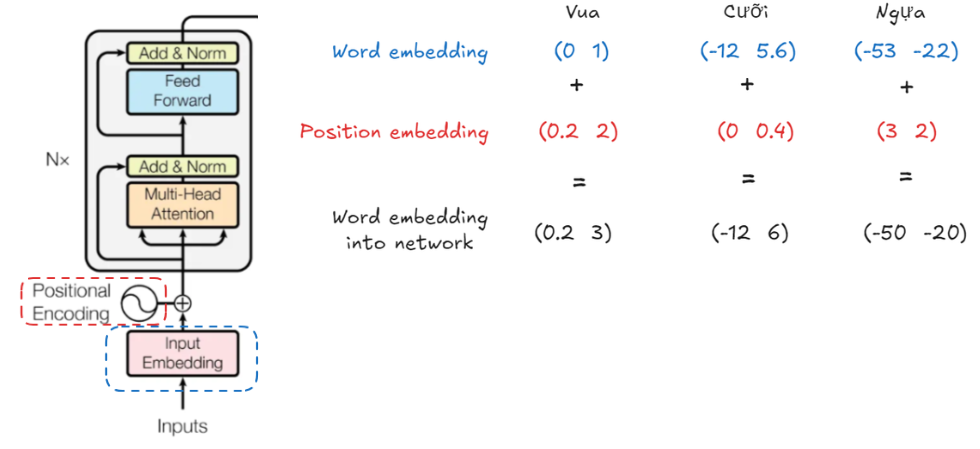 Add & Norm
Feed
Forward
Nx
Add & Norm
Multi-Head
Attention
Positional
Encoding
Input
Embedding
Inputs
Vua Cưỡi Ngựa
Word embedding (0 1) (-12 5.6) (-53 -22)
+ + +
Position embedding (0.2 2) (0 0.4) (3 2)
= = =
Word embedding
into network (0.2 3) (-12 6) (-50 -20)